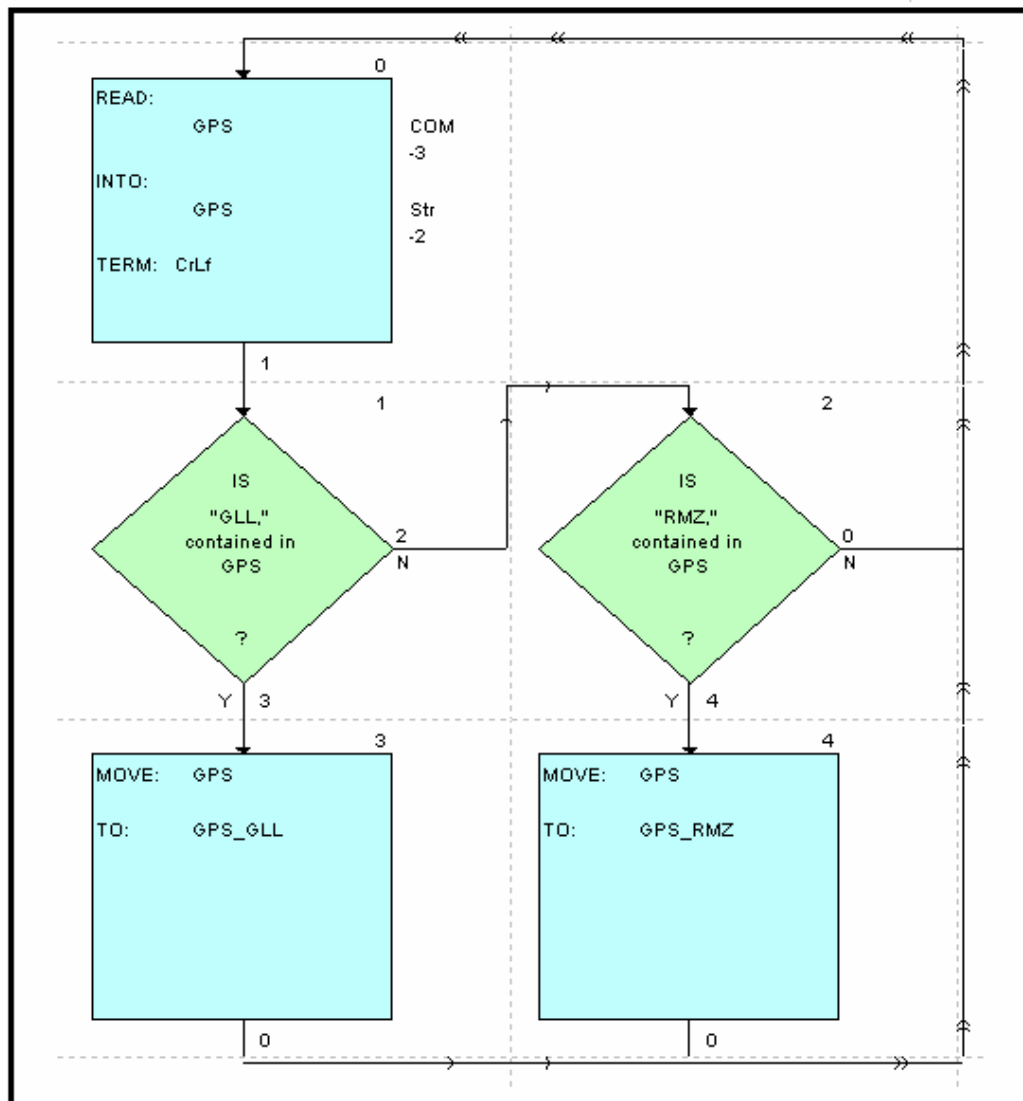 0
READ:
GPS COM
-3
INTO:
GPS Str
-2
TERM: CrLf
1
1
IS
"GLL,"
contained in
GPS
?
2
N
Y 3
2
IS
"RMZ,"
contained in
GPS
?
0
N
Y 4
3
MOVE: GPS
TO: GPS_GLL
0
4
MOVE: GPS
TO: GPS_RMZ
0